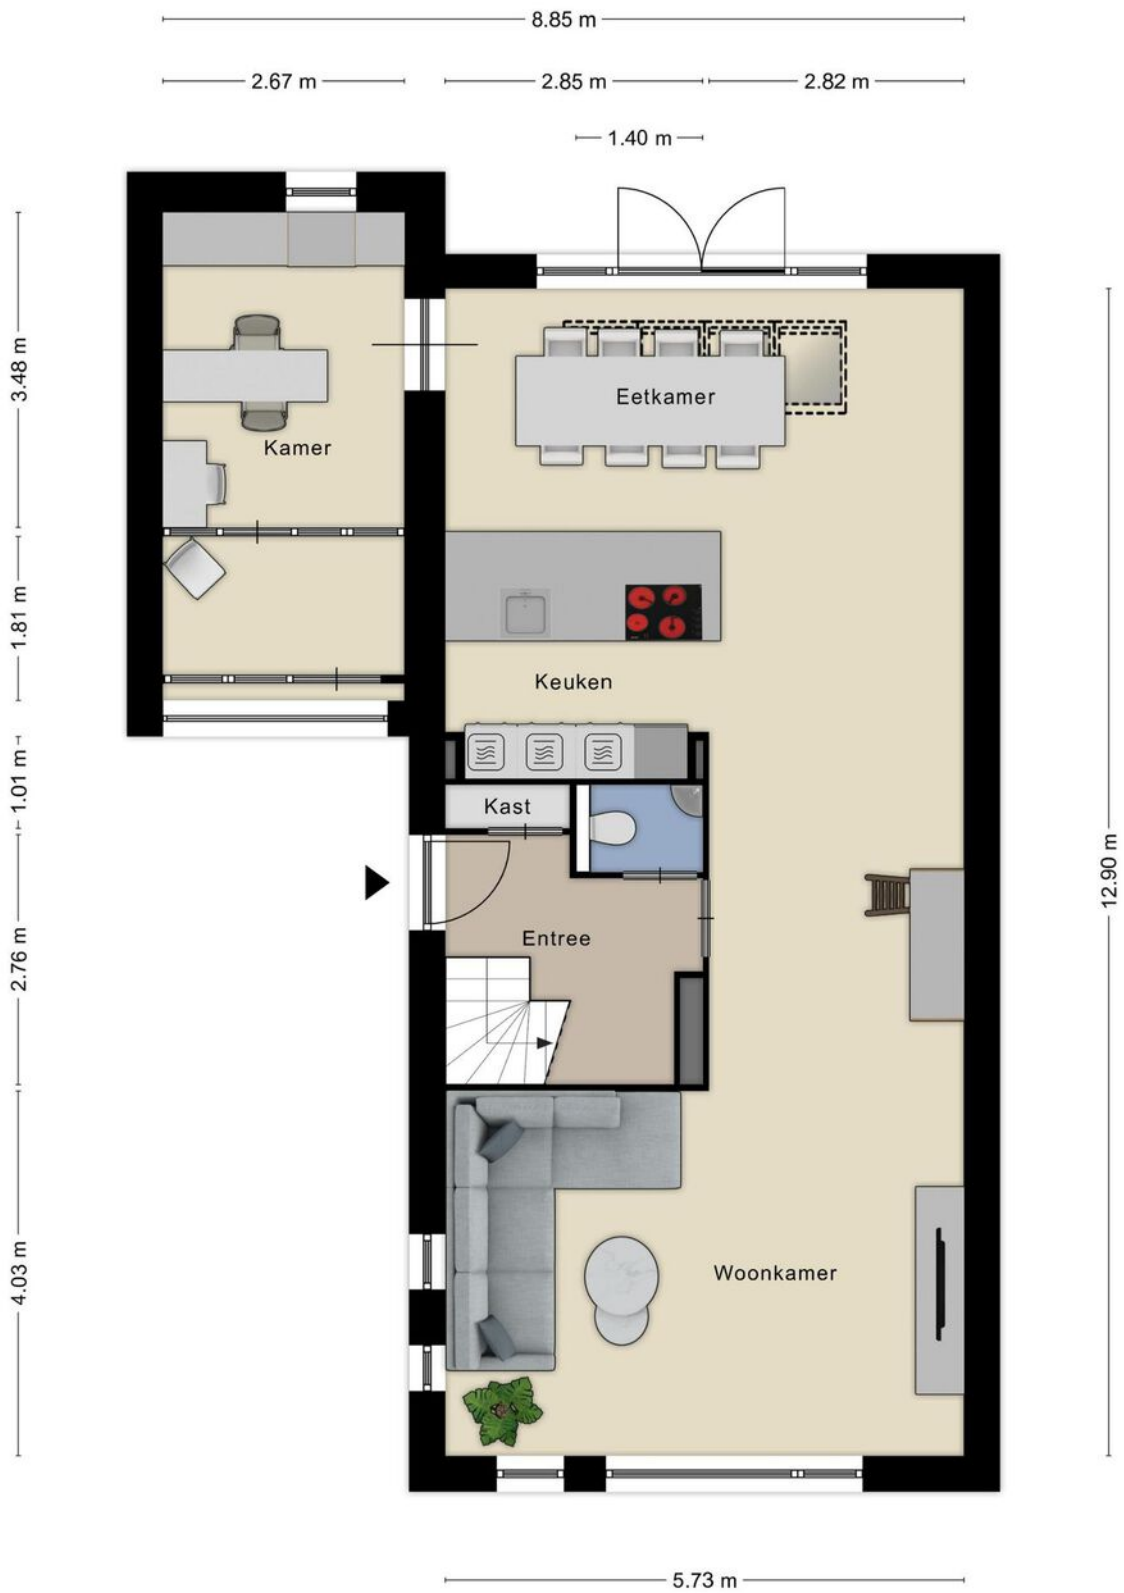 8.85 m
2.67 m
2.85 m
2.82 m
1.40 m
3.48 m
Eetkamer
Kamer
1.81 m
Keuken
1.01 m
Kast
12.90 m
Entree
2.76 m
4.03 m
Woonkamer
5.73 m